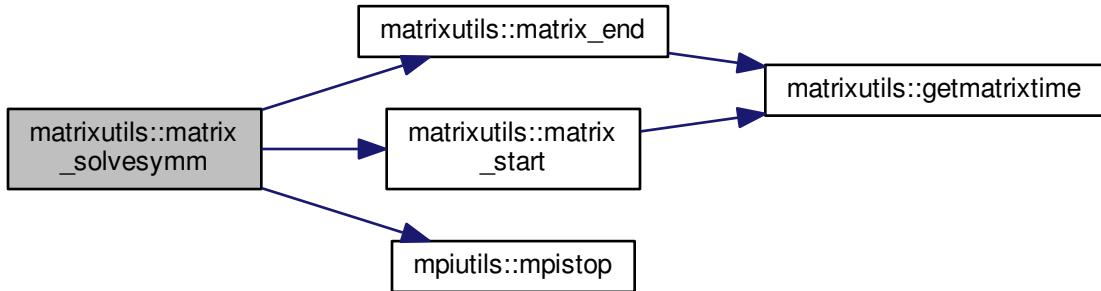 matrixutils::matrix_end
matrixutils::getmatrixtime
matrixutils::matrix
_solvesymm
matrixutils::matrix
_start
mpiutils::mpistop